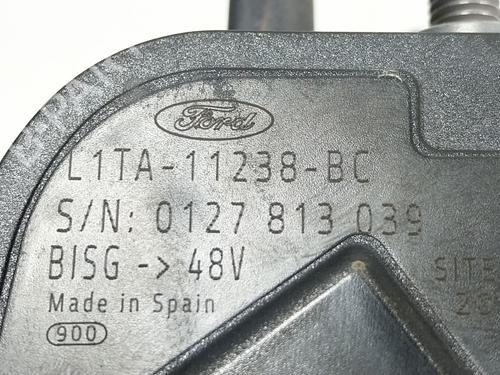 Ford
L1TA-11238-BC
S/N: 0127 813 039
BISG -> 48V
Made in Spain
900